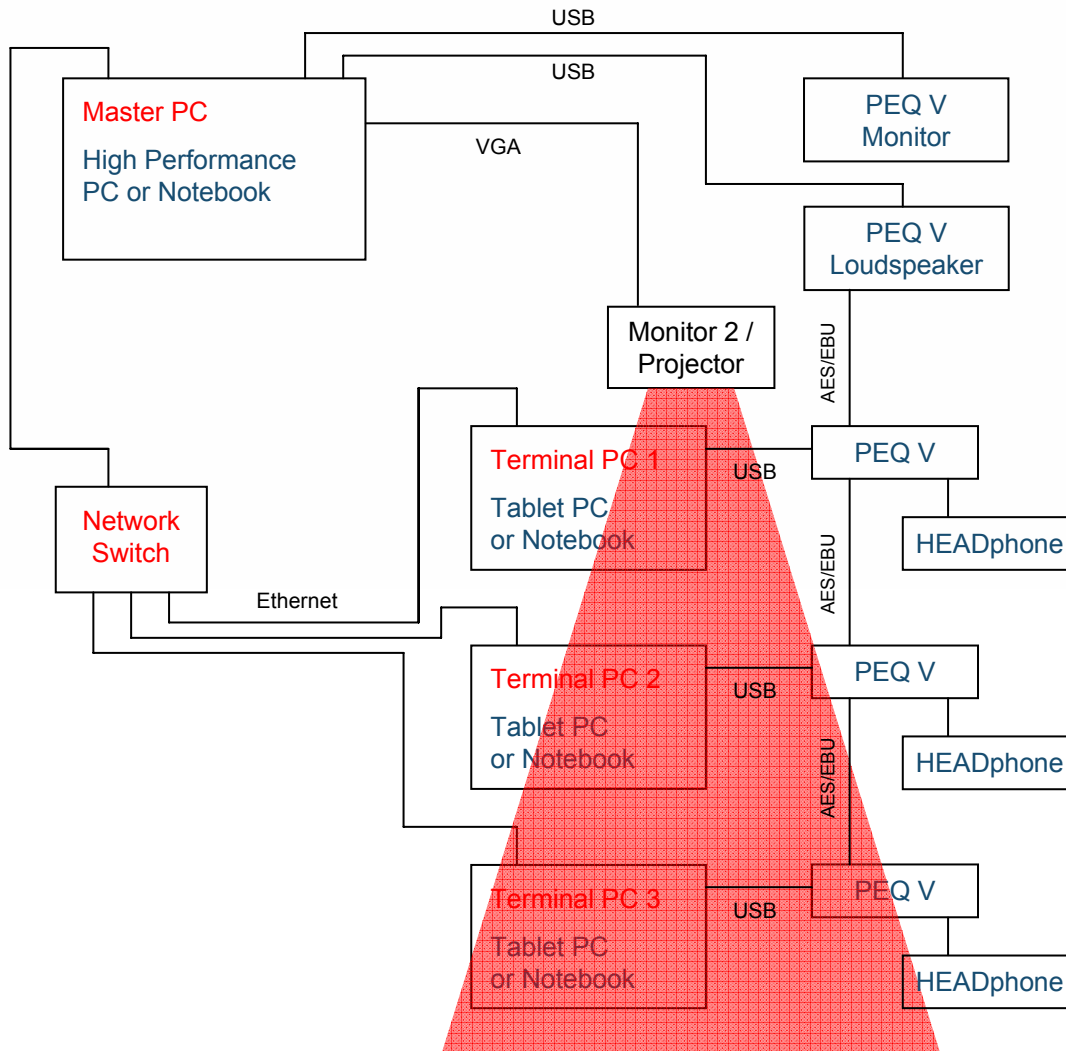 USB
USB
Master PC
High Performance
PC or Notebook
VGA
PEQ V
Monitor
PEQ V
Loudspeaker
Monitor 2 /
Projector
AES/EBU
Terminal PC 1
Tablet PC
or Notebook
USB
PEQ V
HEADphone
Network
Switch
Ethernet
AES/EBU
Terminal PC 2
Tablet PC
or Notebook
USB
PEQ V
HEADphone
AES/EBU
Terminal PC 3
Tablet PC
or Notebook
USB
PEQ V
HEADphone